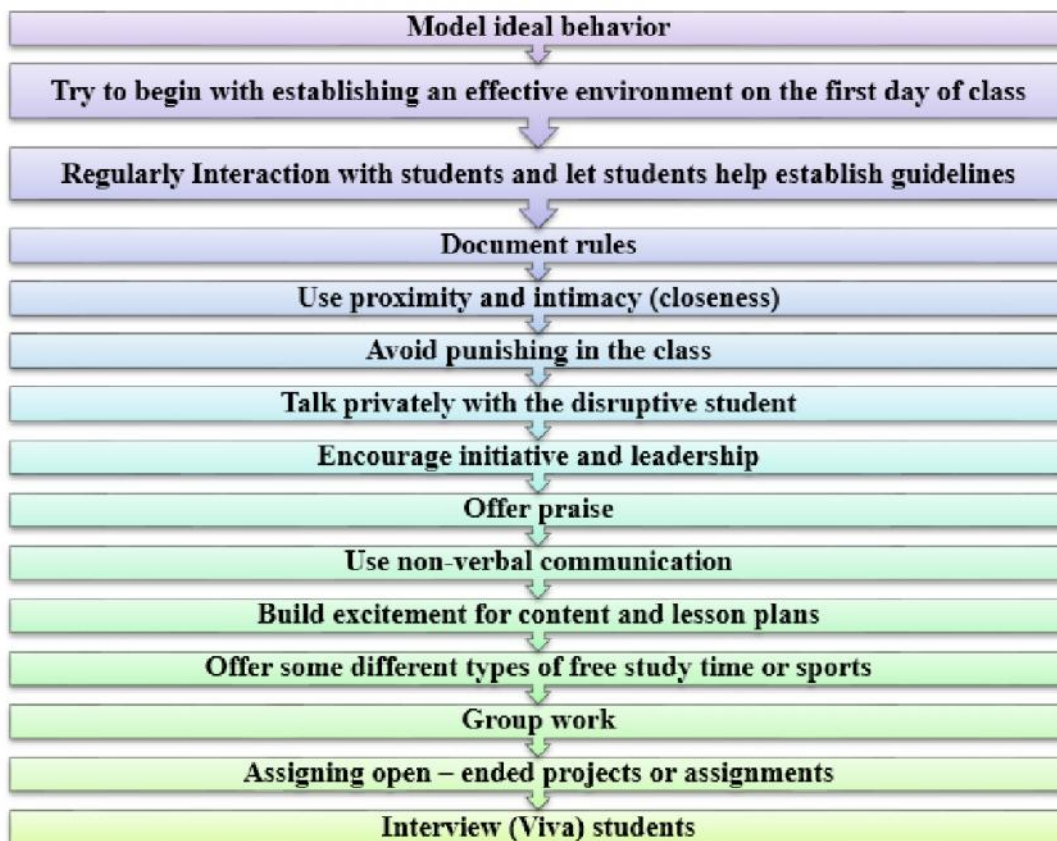 Model ideal behavior
Try to begin with establishing an effective environment on the first day of class
Regularly Interaction with students and let students help establish guidelines
Document rules
Use proximity and intimacy (closeness)
Avoid punishing in the class
Talk privately with the disruptive student
Encourage initiative and leadership
Offer praise
Use non-verbal communication
Build excitement for content and lesson plans
Offer some different types of free study time or sports
Group work
Assigning open – ended projects or assignments
Interview (Viva) students